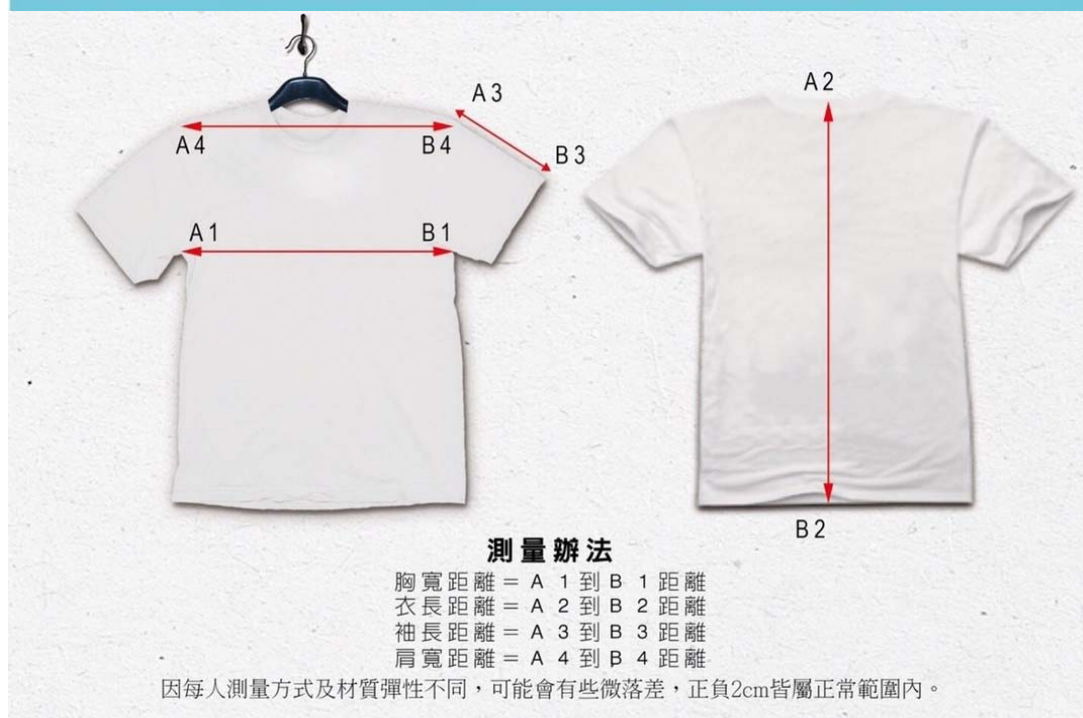 A3
A2
A4
B4
B3
A1
B1
B2
測量辦法
胸寬距離＝A 1到B 1距離
衣長距離＝A 2到B 2距離
袖長距離＝A 3到B 3距離
肩寬距離＝A 4到B 4距離
因每人測量方式及材質彈性不同，可能會有些微落差，正負2cm皆屬正常範圍內。